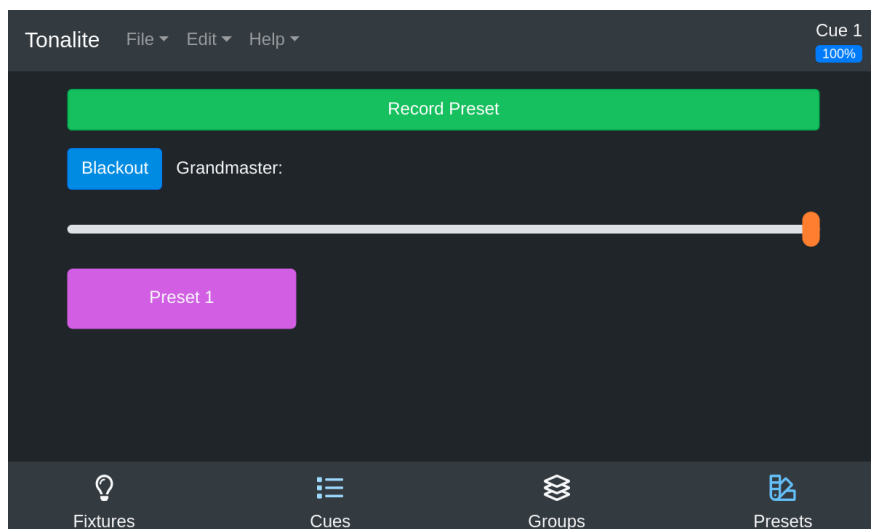 Tonalite File Edit Help Cue 1
100%
Record Preset
Blackout Grandmaster:
Preset 1
Fixtures Cues Groups Presets